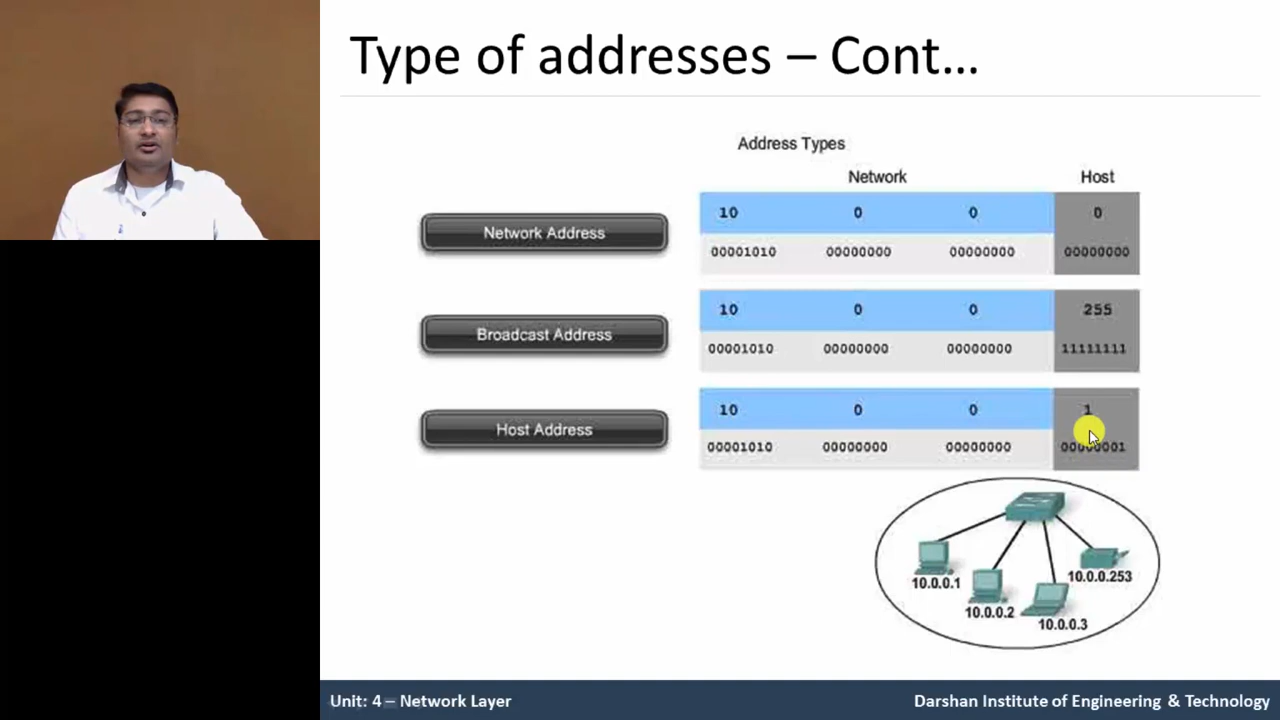 Type of addresses – Cont...
Address Types
Network Host
Network Address
10 0 0 0
00001010 00000000 00000000 00000000
Broadcast Address
10 0 0 255
00001010 00000000 00000000 11111111
Host Address
10 0 0 1
00001010 00000000 00000000 00000001
10.0.0.1
10.0.0.2
10.0.0.3
10.0.0.253
Unit: 4 – Network Layer
Darshan Institute of Engineering & Technology